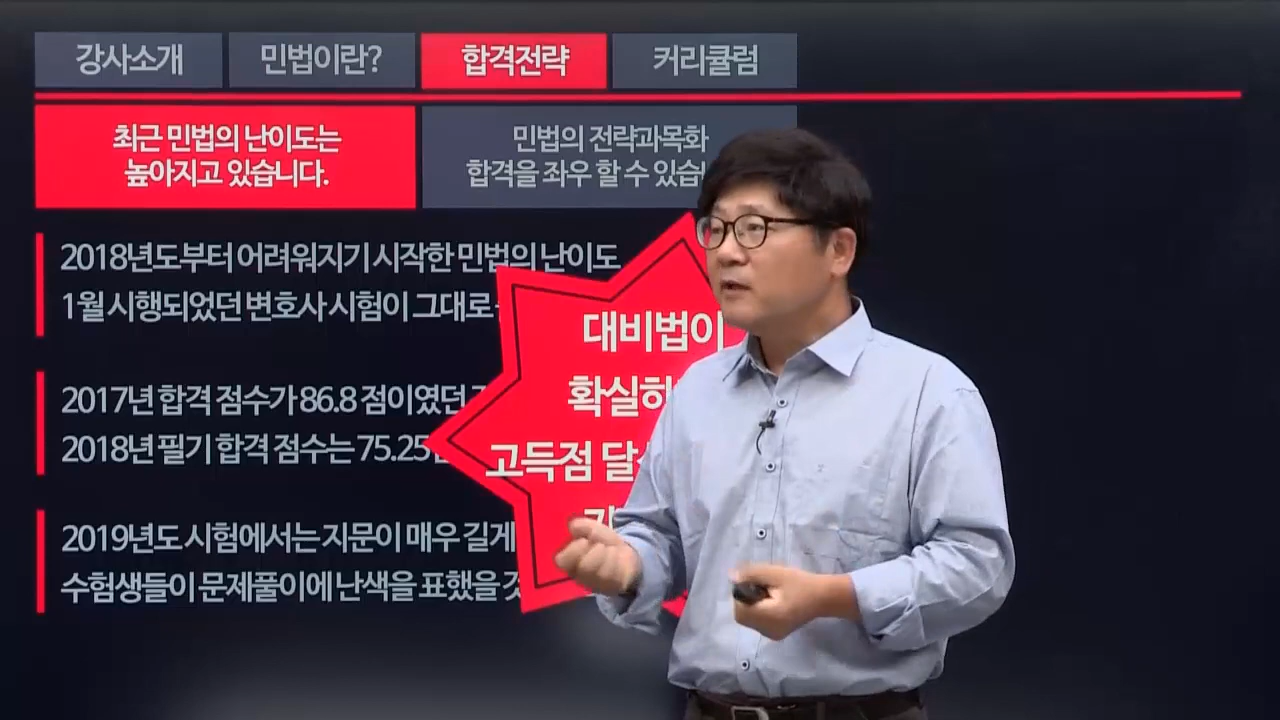 강사소개
민법이란?
합격전략
커리큘럼
최근 민법의 난이도는
높아지고 있습니다.
민법의 전략과목화
합격을 좌우 할 수
2018년도부터 어려워지기 시작한 민법의 난이도
1월 시행되었던 변호사 시험이 그대로
2017년 합격 점수가 86.8 점이였던
2018년 필기 합격 점수는 75.25
2019년도 시험에서는 지문이 매우 길게
수험생들이 문제풀이에 난색을 표했을
대비법이
고득점